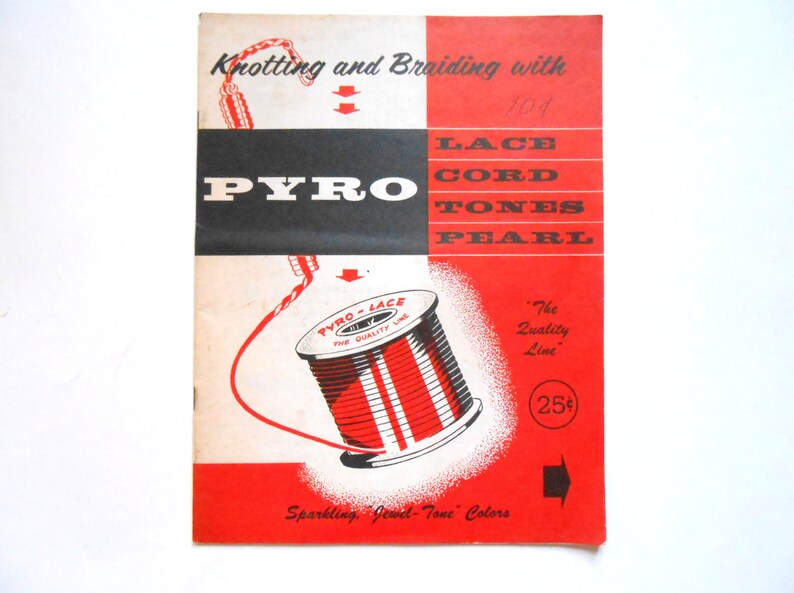 Knotting and Braiding with
10¢
PYRO
LACE
CORD
TONES
PEARL
PYRO-LACE
THE QUALITY LINE
"The
Quality
Line"
25¢
Sparkling, "Jewel-Tone" Colors